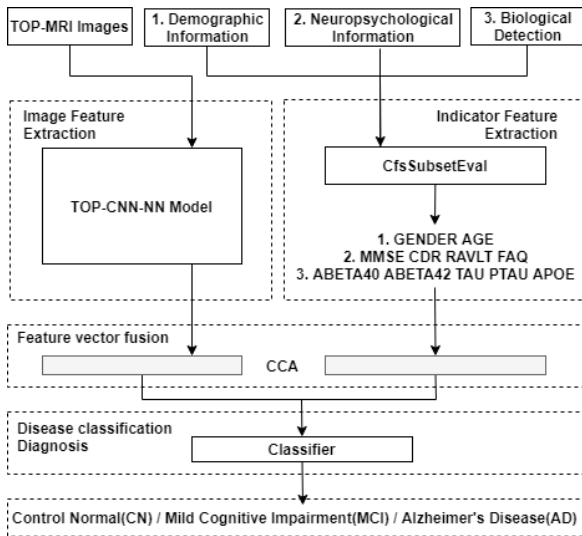 TOP-MRI Images
1. Demographic
Information
2. Neuropsychological
Information
3. Biological
Detection
Image Feature
Extraction
Indicator Feature
Extraction
TOP-CNN-NN Model
CfsSubsetEval
1. GENDER AGE
2. MMSE CDR RAVLT FAQ
3. ABETA40 ABETA42 TAU PTAU APOE
Feature vector fusion
CCA
Disease classification
Diagnosis
Classifier
Control Normal(CN) / Mild Cognitive Impairment(MCI) / Alzheimer's Disease(AD)